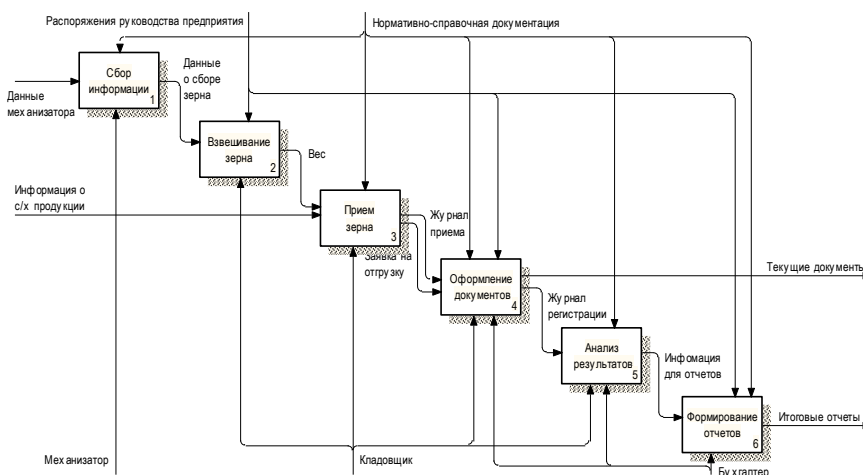 Распоряжения руководства предприятия
Нормативно-справочная документация
Сбор
информации
1
Данные
о сборе
зерна
Данные
механизатора
Взвешивание
зерна
2
Вес
Информация о
с/х продукции
Прием
зерна
3
Журнал
приема
Заявка на
отгрузку
Оформление
документов
4
Текущие документы
Журнал
регистрации
Анализ
результатов
5
Инфомация
для отчетов
Формирование
отчетов
6
Итоговые отчеты
Механизатор
Кладовщик
Бухгалтер